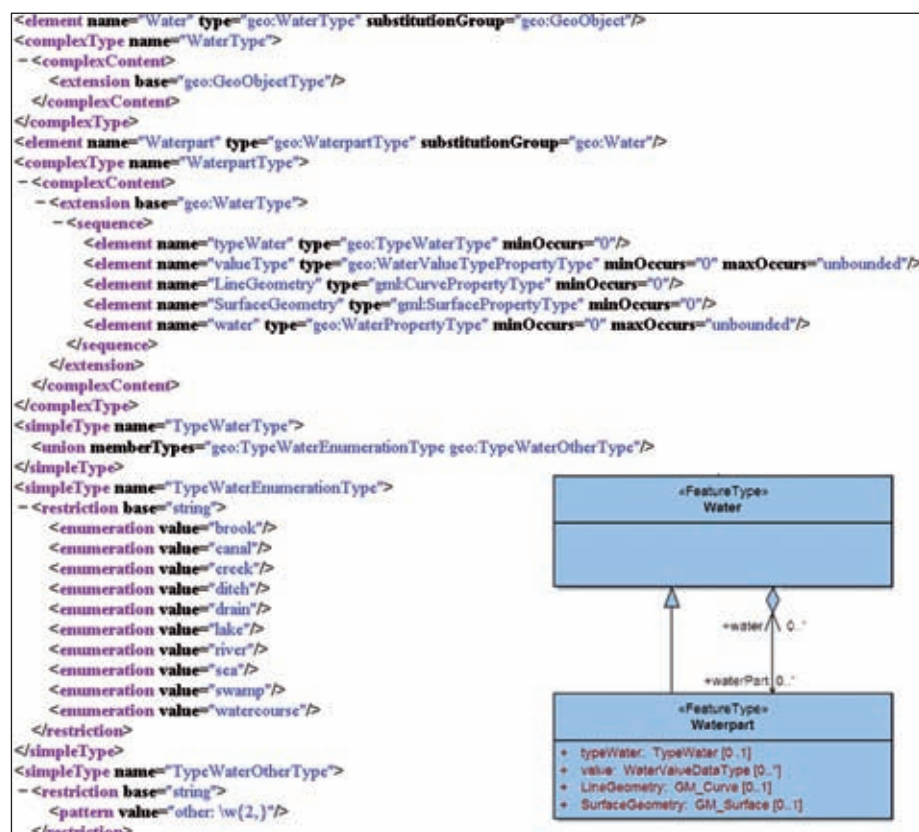 <element name="Water" type="geo:WaterType" substitutionGroup="geo:GeoObject"/>
<complexType name="WaterType">
-<complexContent>
<extension base="geo:GeoObjectType"/>
</complexContent>
</complexType>
<element name="Waterpart" type="geo:WaterpartType" substitutionGroup="geo:Water"/>
<complexType name="WaterpartType">
-<complexContent>
-<extension base="geo:WaterType">
-<sequence>
<element name="typeWater" type="geo:TypeWaterType" minOccurs="0"/>
<element name="valueType" type="geo:WaterValueTypePropertyType" minOccurs="0" maxOccurs="unbounded"/>
<element name="LineGeometry" type="gml:CurvePropertyType" minOccurs="0"/>
<element name="SurfaceGeometry" type="gml:SurfacePropertyType" minOccurs="0"/>
<element name="water" type="geo:WaterPropertyType" minOccurs="0" maxOccurs="unbounded"/>
</sequence>
</extension>
</complexContent>
</complexType>
<simpleType name="TypeWaterType">
<union memberTypes="geo:TypeWaterEnumerationType geo:TypeWaterOtherType"/>
</simpleType>
<simpleType name="TypeWaterEnumerationType">
-<restriction base="string">
<enumeration value="brook"/>
<enumeration value="canal"/>
<enumeration value="creek"/>
<enumeration value="ditch"/>
<enumeration value="drain"/>
<enumeration value="lake"/>
<enumeration value="river"/>
<enumeration value="sea"/>
<enumeration value="swamp"/>
<enumeration value="watercourse"/>
</restriction>
</simpleType>
<simpleType name="TypeWaterOtherType">
-<restriction base="string">
<pattern value="other: \w{2,}"/>
</restriction>
«FeatureType»
Water
+water 0..*
+waterPart 0..*
«FeatureType»
Waterpart
+ typeWater: TypeWater [0..1]
+ value: WaterValueDataType [0..*]
+ LineGeometry: GM_Curve [0..1]
+ SurfaceGeometry: GM_Surface [0..1]